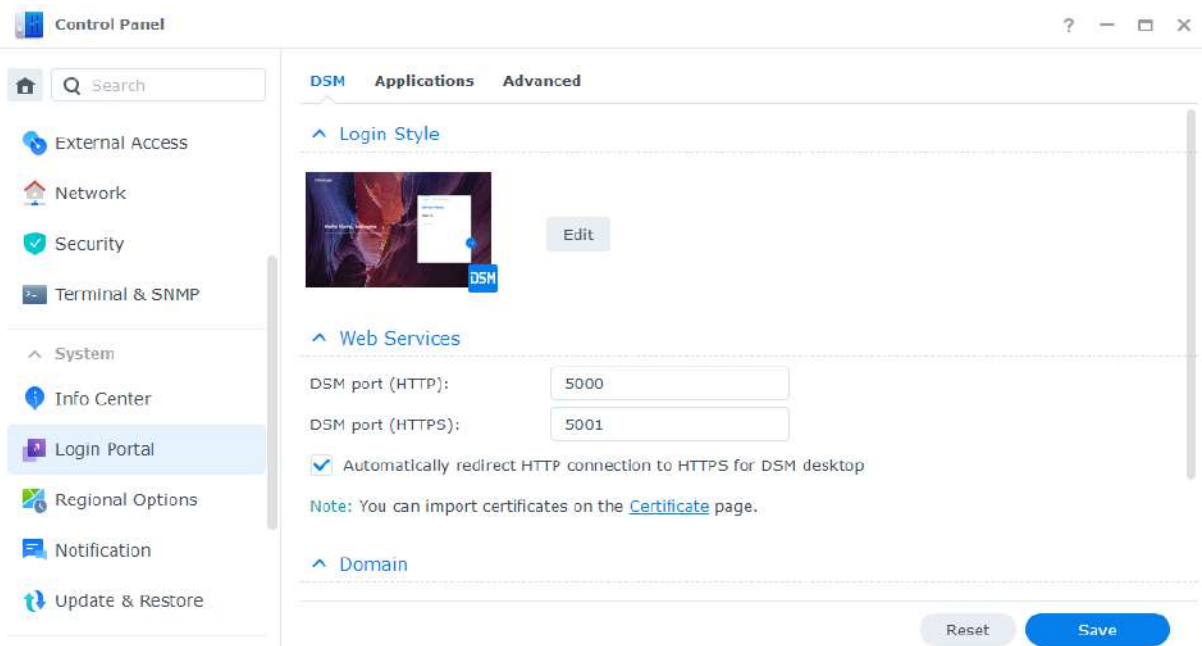 Control Panel
?
Search
External Access
Network
Security
Terminal & SNMP
System
Info Center
Login Portal
Regional Options
Notification
Update & Restore
DSM Applications Advanced
Login Style
DSM
Edit
Web Services
DSM port (HTTP): 5000
DSM port (HTTPS): 5001
Automatically redirect HTTP connection to HTTPS for DSM desktop
Note: You can import certificates on the Certificate page.
Domain
Reset Save